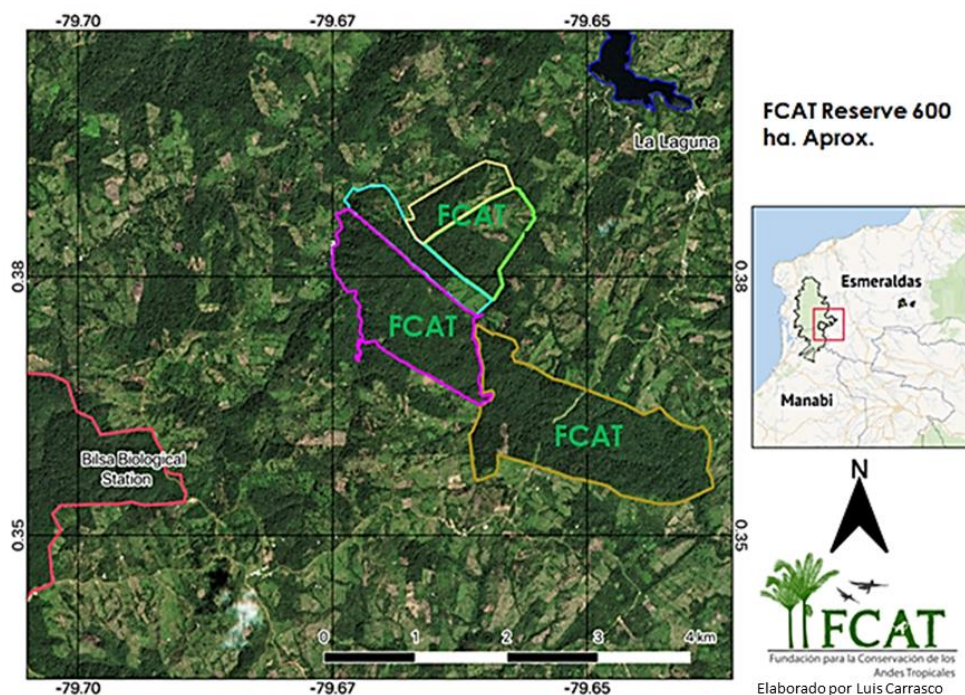 -79.70 -79.67 -79.65
FCAT Reserve 600
ha. Aprox.
La Laguna
FCAT
0.38 0.38
Esmeraldas
FCAT
Manabi
FCAT
Bilsa Biological
Station
N
0.35 0.35
0 1 2 3 4 km
FCAT
Fundación para la Conservación de los
Andes Tropicales
-79.70 -79.67 -79.65
Elaborado por Luis Carrasco